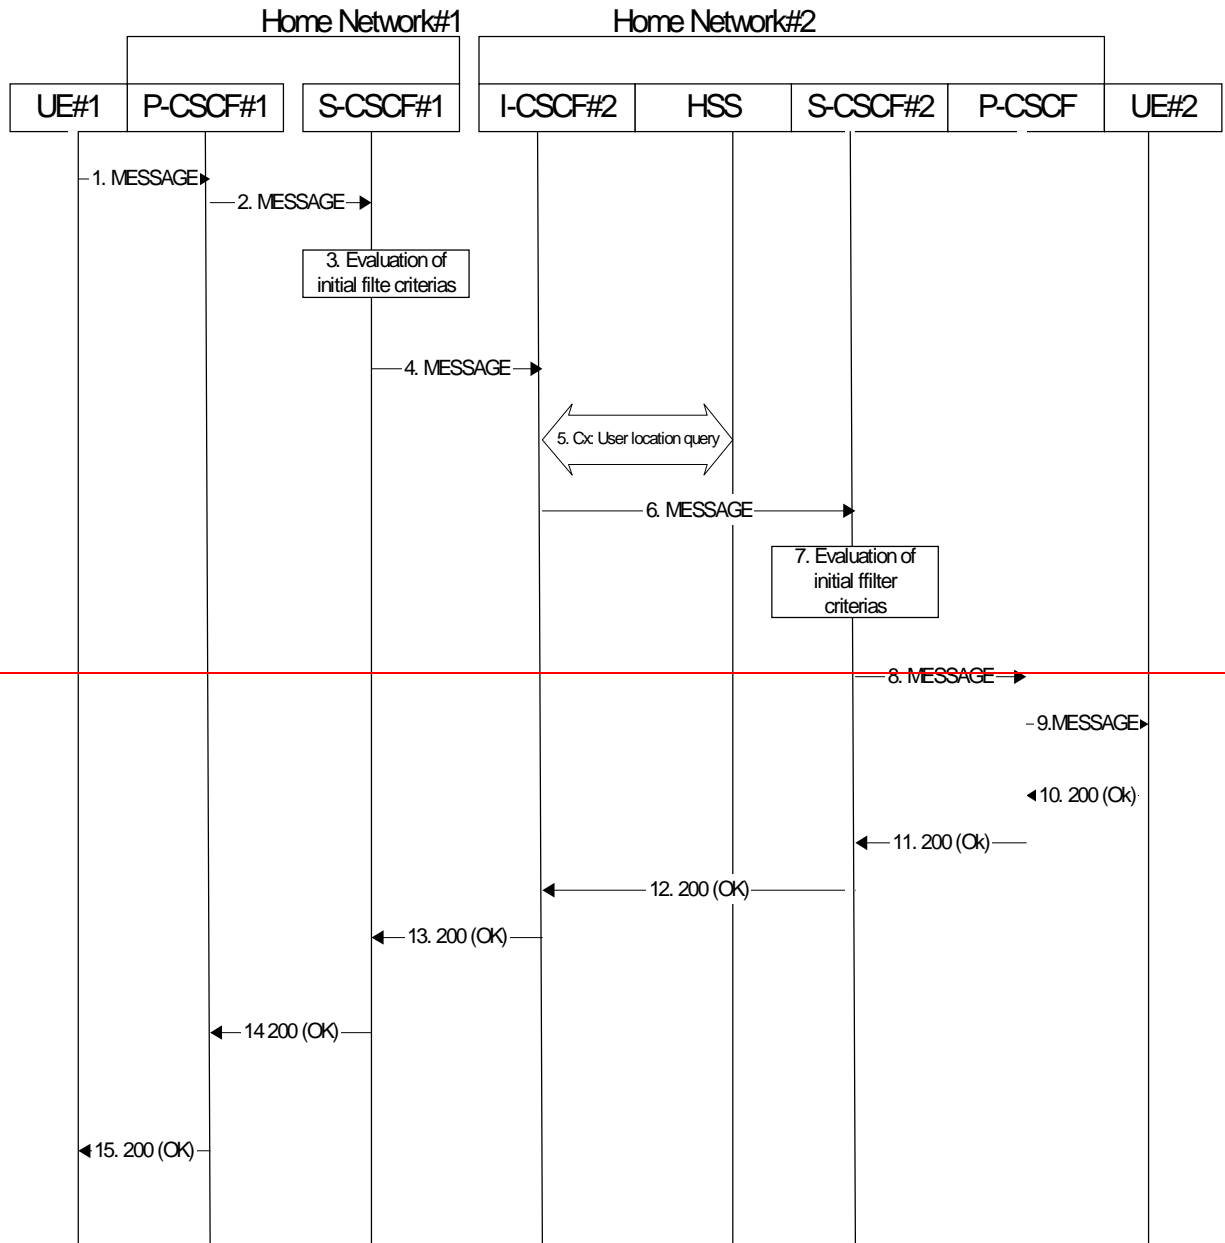 Home Network#1
Home Network#2
UE#1
P-CSCF#1
S-CSCF#1
I-CSCF#2
HSS
S-CSCF#2
P-CSCF
UE#2
1. MESSAGE
2. MESSAGE
3. Evaluation of
initial filte criterias
4. MESSAGE
5. Cx: User location query
6. MESSAGE
7. Evaluation of
initial ffilter
criterias
8. MESSAGE
9.MESSAGE
10. 200 (Ok)
11. 200 (Ok)
12. 200 (OK)
13. 200 (OK)
14 200 (OK)
15. 200 (OK)